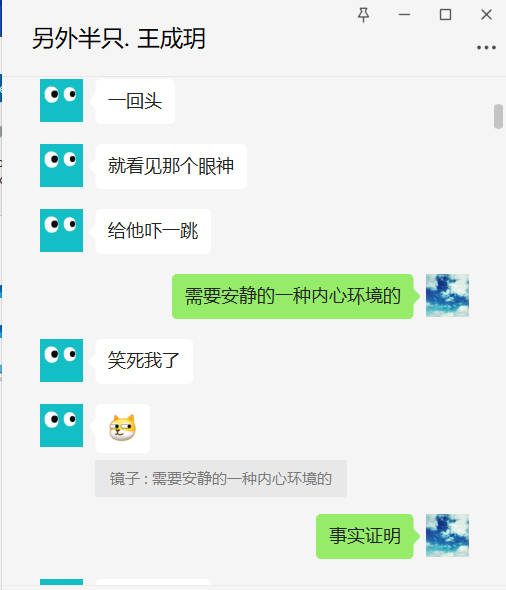 另外半只. 王成玥
一回头
就看见那个眼神
给他吓一跳
需要安静的一种内心环境的
笑死我了
镜子 : 需要安静的一种内心环境的
事实证明